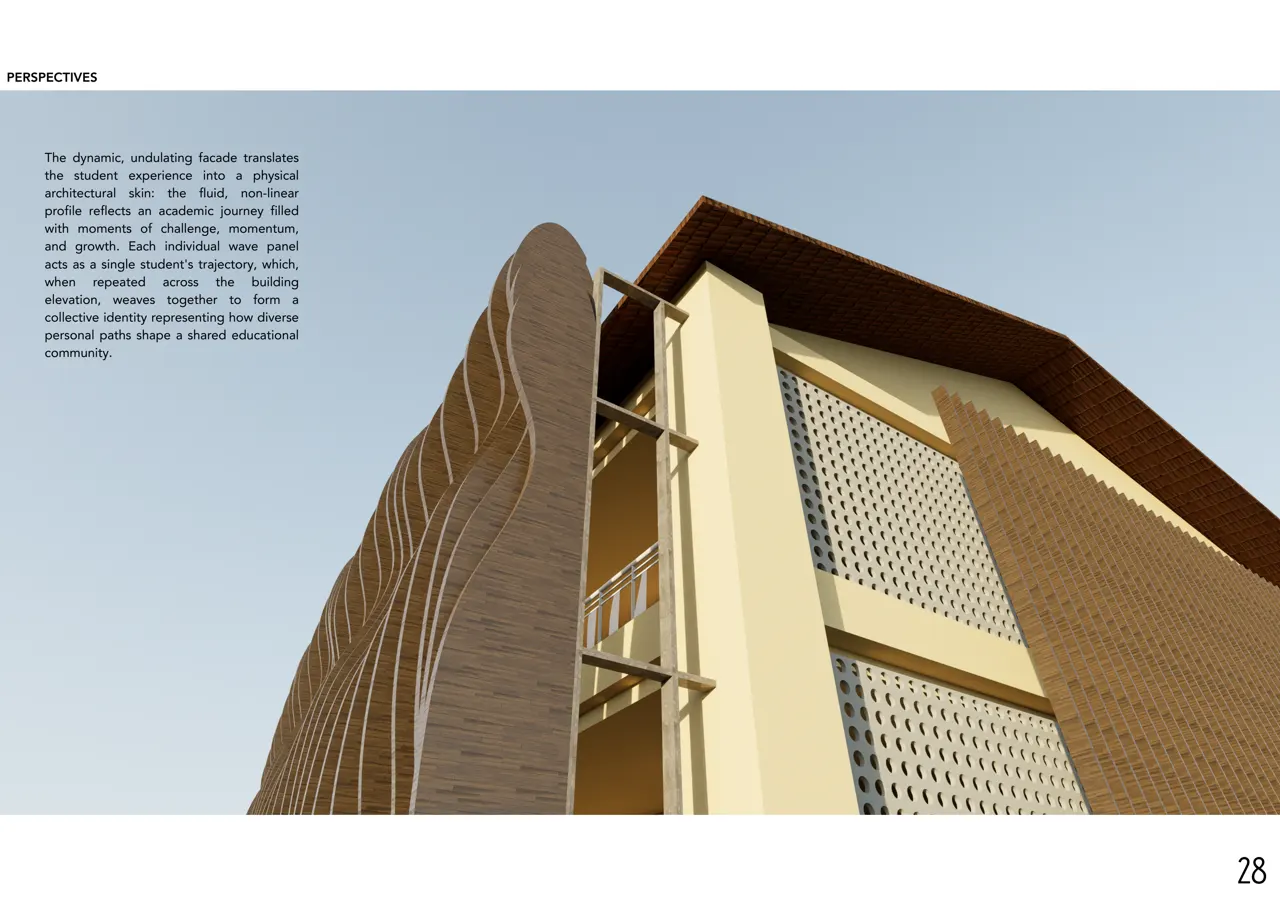 PERSPECTIVES
The dynamic, undulating facade translates
the student experience into a physical
architectural skin: the fluid, non-linear
profile reflects an academic journey filled
with moments of challenge, momentum,
and growth. Each individual wave panel
acts as a single student's trajectory, which,
when repeated across the building
elevation, weaves together to form a
collective identity representing how diverse
personal paths shape a shared educational
community.
28